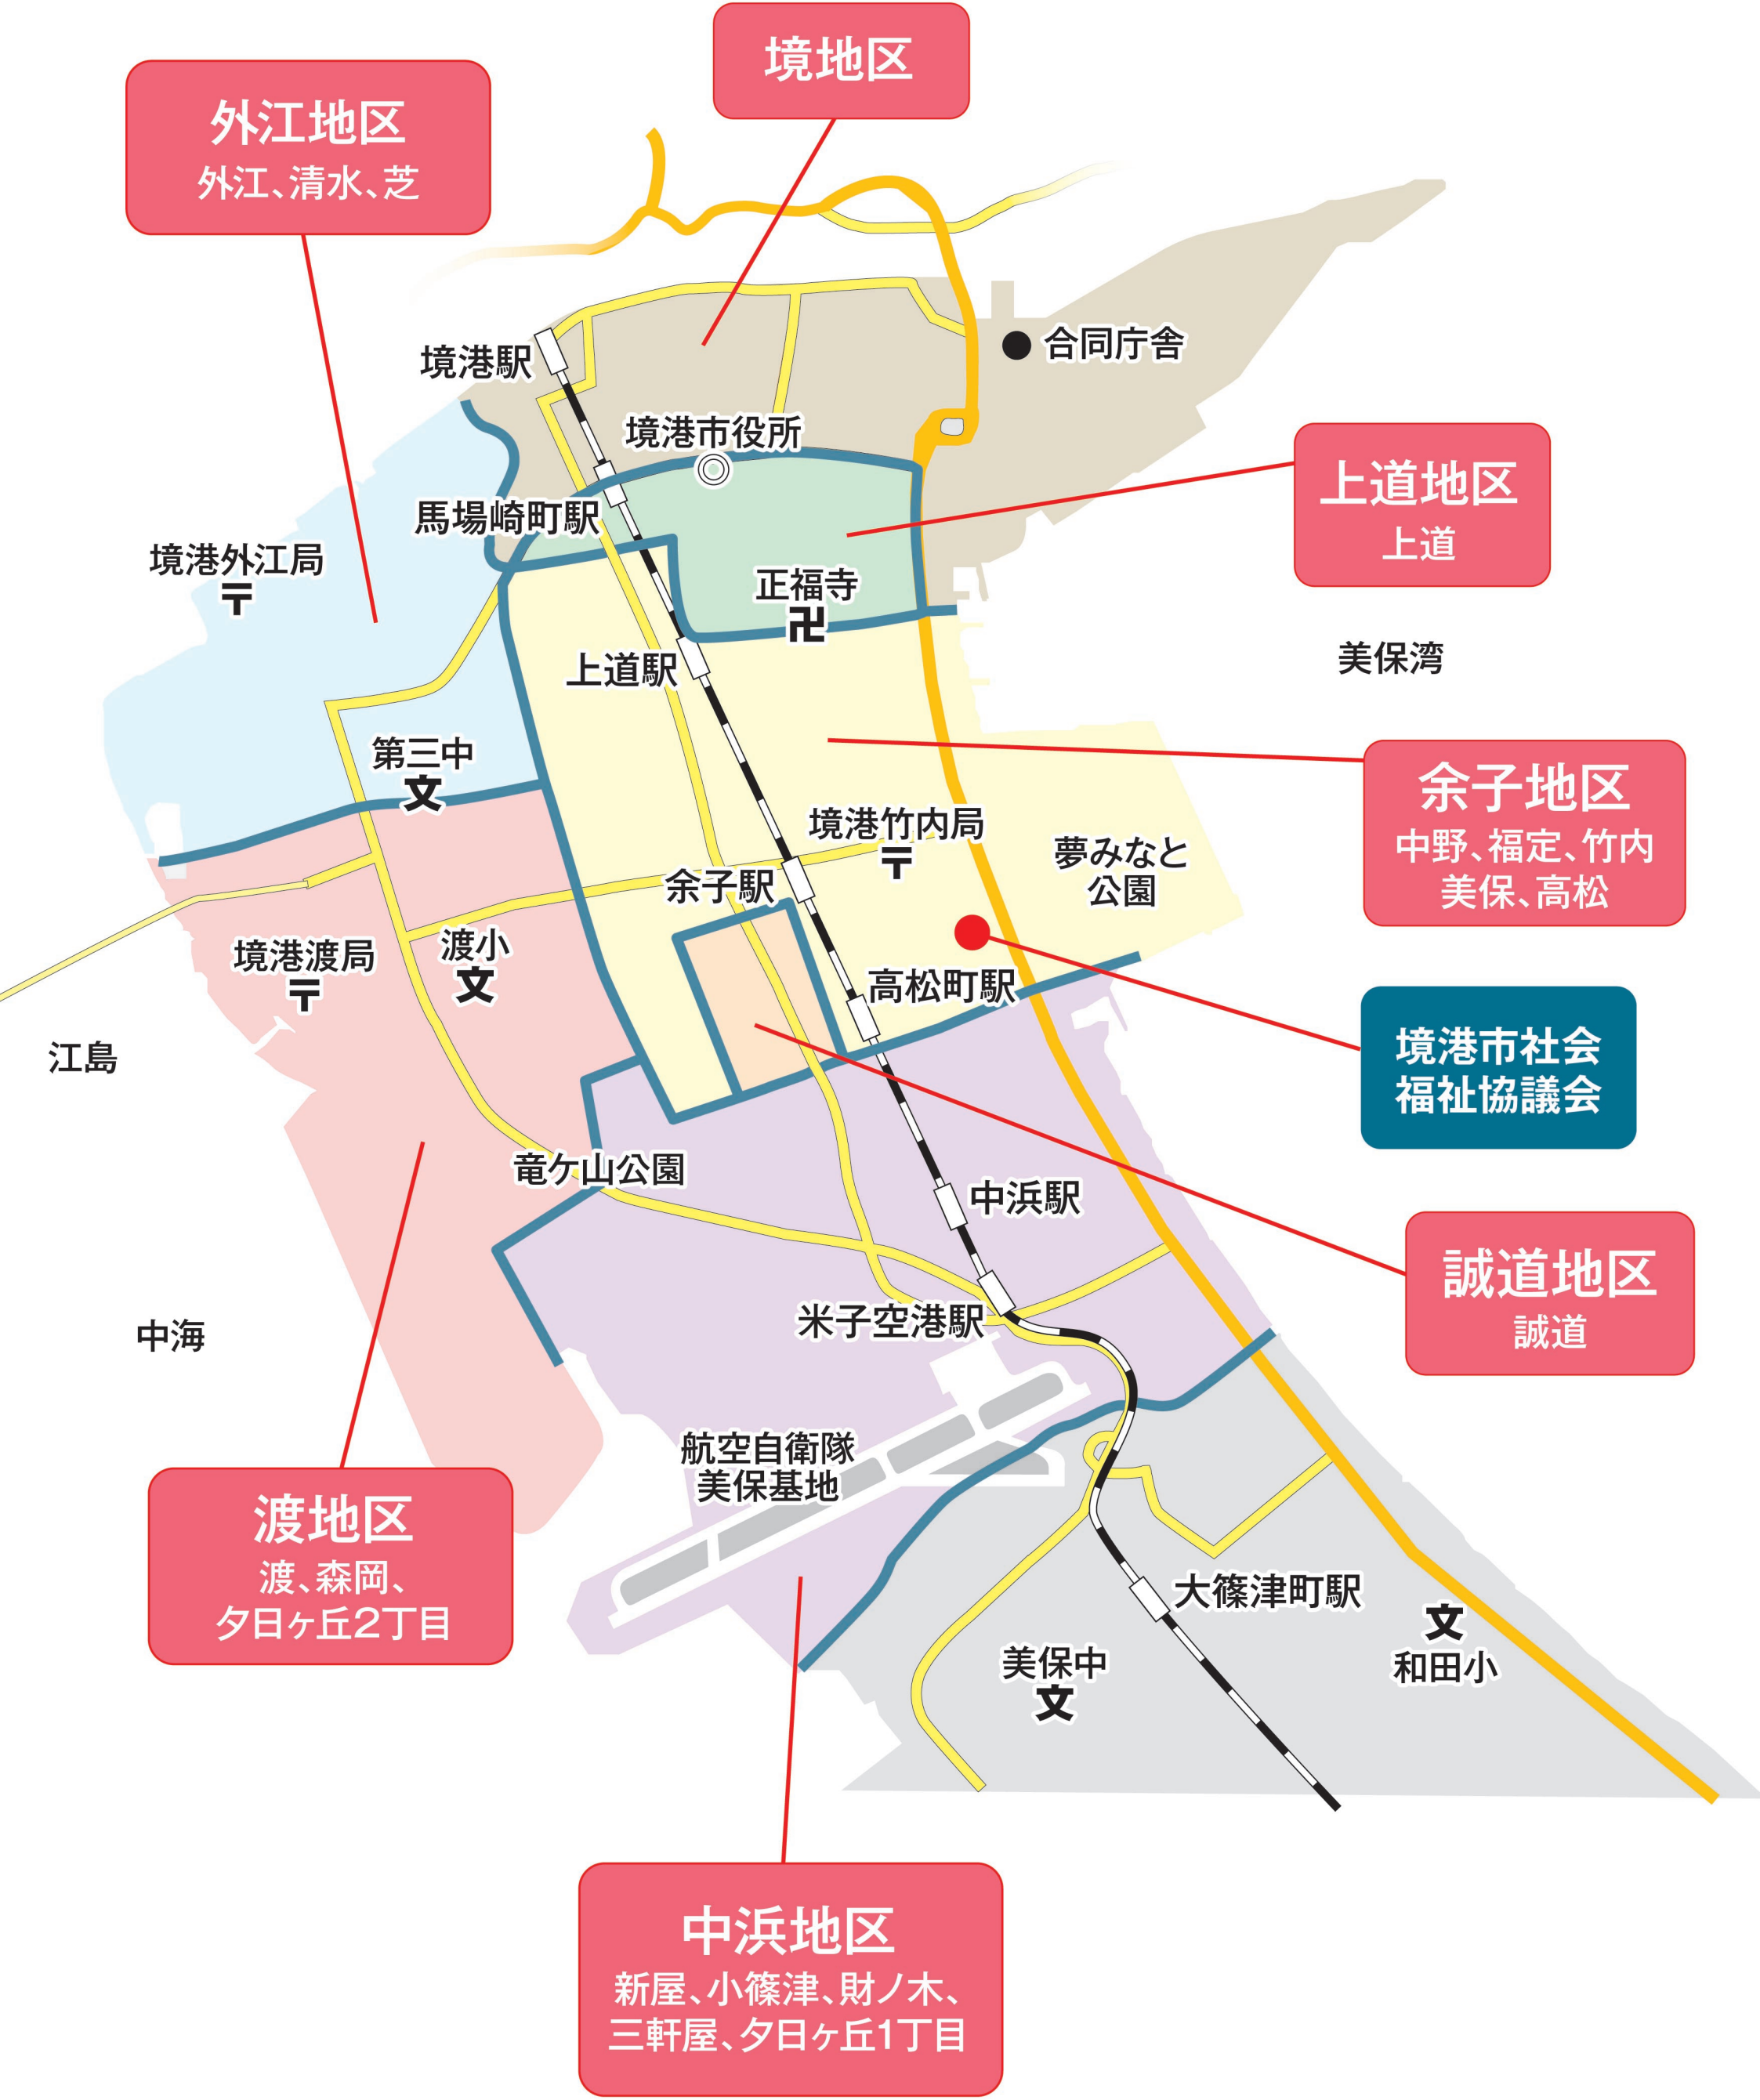 境地区
外江地区
外江、清水、芝
合同庁舎
境港駅
境港市役所
上道地区
上道
馬場崎町駅
境港外江局
〒
正福寺
卍
上道駅
美保湾
第三中
文
余子地区
中野、福定、竹内
美保、高松
境港竹内局
〒
夢みなと
公園
余子駅
渡小
文
境港渡局
〒
高松町駅
境港市社会
福祉協議会
江島
竜ケ山公園
中浜駅
誠道地区
誠道
米子空港駅
中海
航空自衛隊
美保基地
渡地区
渡、森岡、
夕日ヶ丘2丁目
大篠津町駅
文
和田小
美保中
文
中浜地区
新屋、小篠津、財ノ木、
三軒屋、夕日ヶ丘1丁目